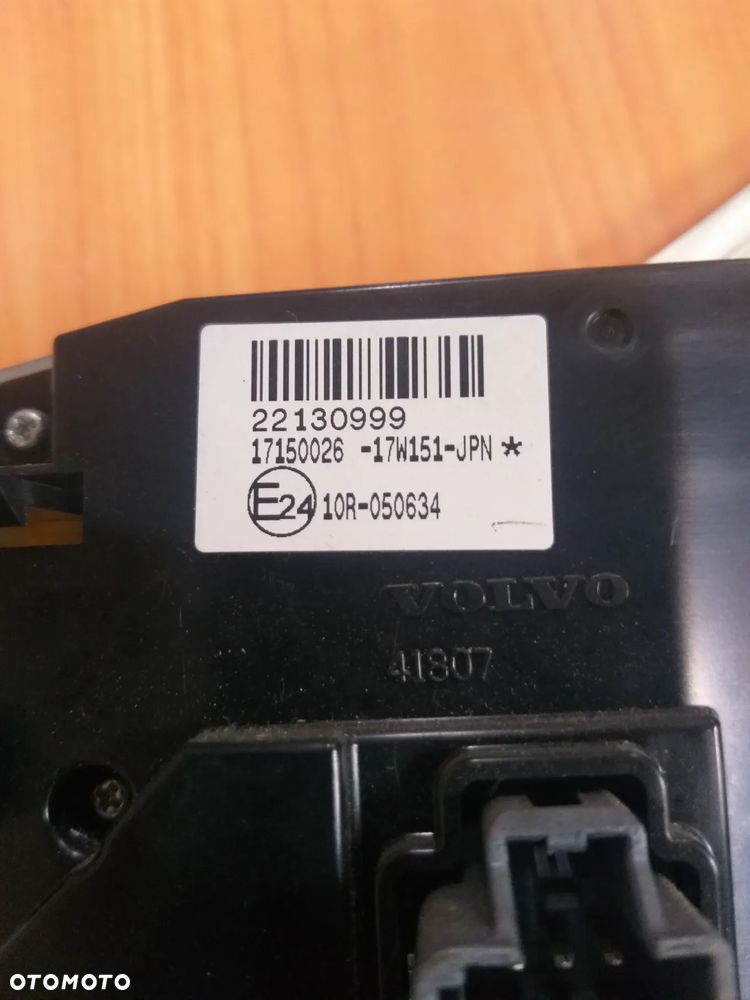 22130999
17150026 -17W151-JPN *
E24 10R-050634
VOLVO
41807
OTOMOTO